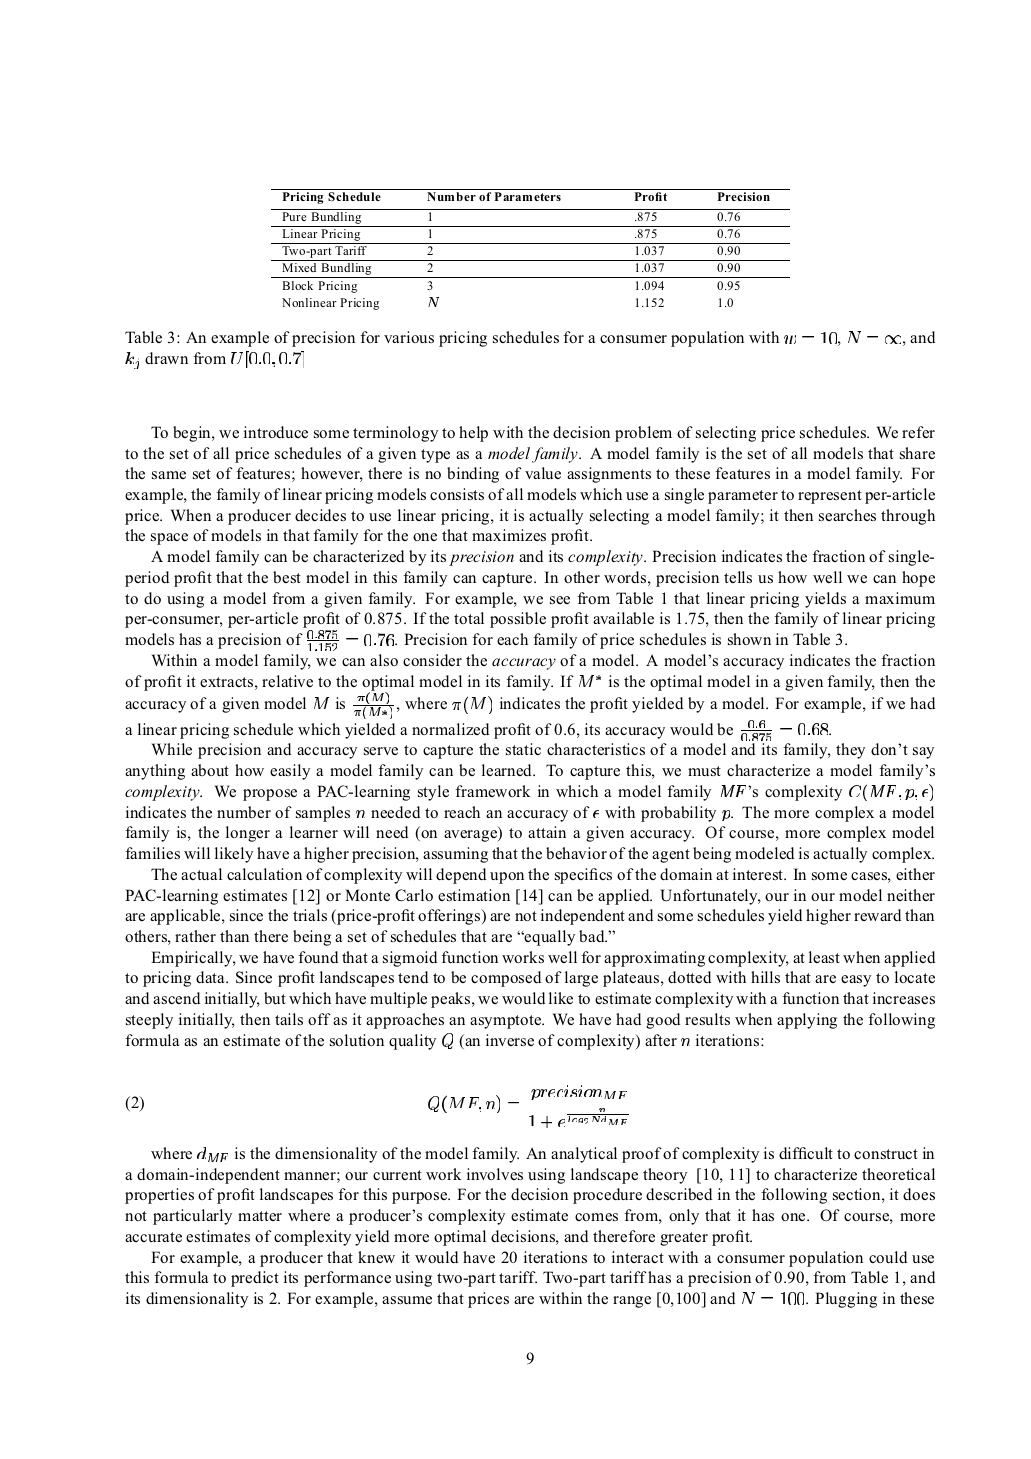 Pricing Schedule Number of Parameters Profit Precision
Pure Bundling 1 .875 0.76
Linear Pricing 1 .875 0.76
Two-part Tariff 2 1.037 0.90
Mixed Bundling 2 1.037 0.90
Block Pricing 3 1.094 0.95
Nonlinear Pricing N 1.152 1.0
Table 3: An example of precision for various pricing schedules for a consumer population with w = 10, N = ∞, and
k_j drawn from U[0.0, 0.7]
To begin, we introduce some terminology to help with the decision problem of selecting price schedules. We refer
to the set of all price schedules of a given type as a model family. A model family is the set of all models that share
the same set of features; however, there is no binding of value assignments to these features in a model family. For
example, the family of linear pricing models consists of all models which use a single parameter to represent per-article
price. When a producer decides to use linear pricing, it is actually selecting a model family; it then searches through
the space of models in that family for the one that maximizes profit.
A model family can be characterized by its precision and its complexity. Precision indicates the fraction of single-
period profit that the best model in this family can capture. In other words, precision tells us how well we can hope
to do using a model from a given family. For example, we see from Table 1 that linear pricing yields a maximum
per-consumer, per-article profit of 0.875. If the total possible profit available is 1.75, then the family of linear pricing
models has a precision of 0.875/1.152 = 0.76. Precision for each family of price schedules is shown in Table 3.
Within a model family, we can also consider the accuracy of a model. A model's accuracy indicates the fraction
of profit it extracts, relative to the optimal model in its family. If M* is the optimal model in a given family, then the
accuracy of a given model M is π(M)/π(M*), where π(M) indicates the profit yielded by a model. For example, if we had
a linear pricing schedule which yielded a normalized profit of 0.6, its accuracy would be 0.6/0.875 = 0.68.
While precision and accuracy serve to capture the static characteristics of a model and its family, they don't say
anything about how easily a model family can be learned. To capture this, we must characterize a model family's
complexity. We propose a PAC-learning style framework in which a model family MF's complexity C(MF, p, ϵ)
indicates the number of samples n needed to reach an accuracy of ϵ with probability p. The more complex a model
family is, the longer a learner will need (on average) to attain a given accuracy. Of course, more complex model
families will likely have a higher precision, assuming that the behavior of the agent being modeled is actually complex.
The actual calculation of complexity will depend upon the specifics of the domain at interest. In some cases, either
PAC-learning estimates [12] or Monte Carlo estimation [14] can be applied. Unfortunately, our in our model neither
are applicable, since the trials (price-profit offerings) are not independent and some schedules yield higher reward than
others, rather than there being a set of schedules that are “equally bad.”
Empirically, we have found that a sigmoid function works well for approximating complexity, at least when applied
to pricing data. Since profit landscapes tend to be composed of large plateaus, dotted with hills that are easy to locate
and ascend initially, but which have multiple peaks, we would like to estimate complexity with a function that increases
steeply initially, then tails off as it approaches an asymptote. We have had good results when applying the following
formula as an estimate of the solution quality Q (an inverse of complexity) after n iterations:
(2) Q(MF, n) = precision_MF / (1 + e^(n / log2 N d_MF))
where d_MF is the dimensionality of the model family. An analytical proof of complexity is difficult to construct in
a domain-independent manner; our current work involves using landscape theory [10, 11] to characterize theoretical
properties of profit landscapes for this purpose. For the decision procedure described in the following section, it does
not particularly matter where a producer's complexity estimate comes from, only that it has one. Of course, more
accurate estimates of complexity yield more optimal decisions, and therefore greater profit.
For example, a producer that knew it would have 20 iterations to interact with a consumer population could use
this formula to predict its performance using two-part tariff. Two-part tariff has a precision of 0.90, from Table 1, and
its dimensionality is 2. For example, assume that prices are within the range [0,100] and N = 100. Plugging in these
9